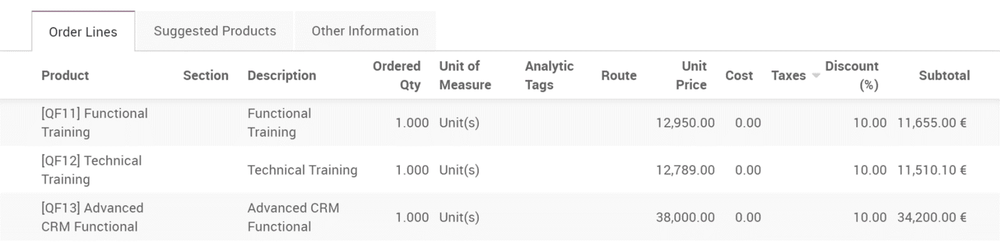 Order Lines Suggested Products Other Information
Product Section Description Ordered Qty Unit of Measure Analytic Tags Route Unit Price Cost Taxes Discount (%) Subtotal
[QF11] Functional Training Functional Training 1.000 Unit(s) 12,950.00 0.00 10.00 11,655.00 €
[QF12] Technical Training Technical Training 1.000 Unit(s) 12,789.00 0.00 10.00 11,510.10 €
[QF13] Advanced CRM Functional Advanced CRM Functional 1.000 Unit(s) 38,000.00 0.00 10.00 34,200.00 €